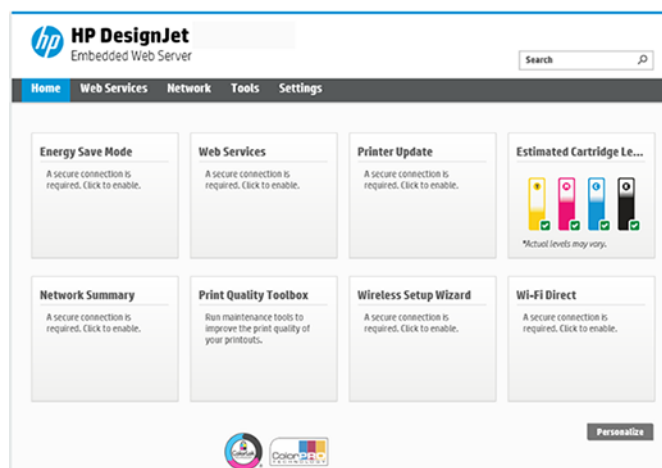 hp
HP DesignJet
Embedded Web Server
Search
Home Web Services Network Tools Settings
Energy Save Mode
A secure connection is
required. Click to enable.
Web Services
A secure connection is
required. Click to enable.
Printer Update
A secure connection is
required. Click to enable.
Estimated Cartridge Le...
Y M C K
*Actual levels may vary.
Network Summary
A secure connection is
required. Click to enable.
Print Quality Toolbox
Run maintenance tools to
improve the print quality of
your printouts.
Wireless Setup Wizard
A secure connection is
required. Click to enable.
Wi-Fi Direct
A secure connection is
required. Click to enable.
Personalize
ColorLok
ColorPRO
TECHNOLOGY